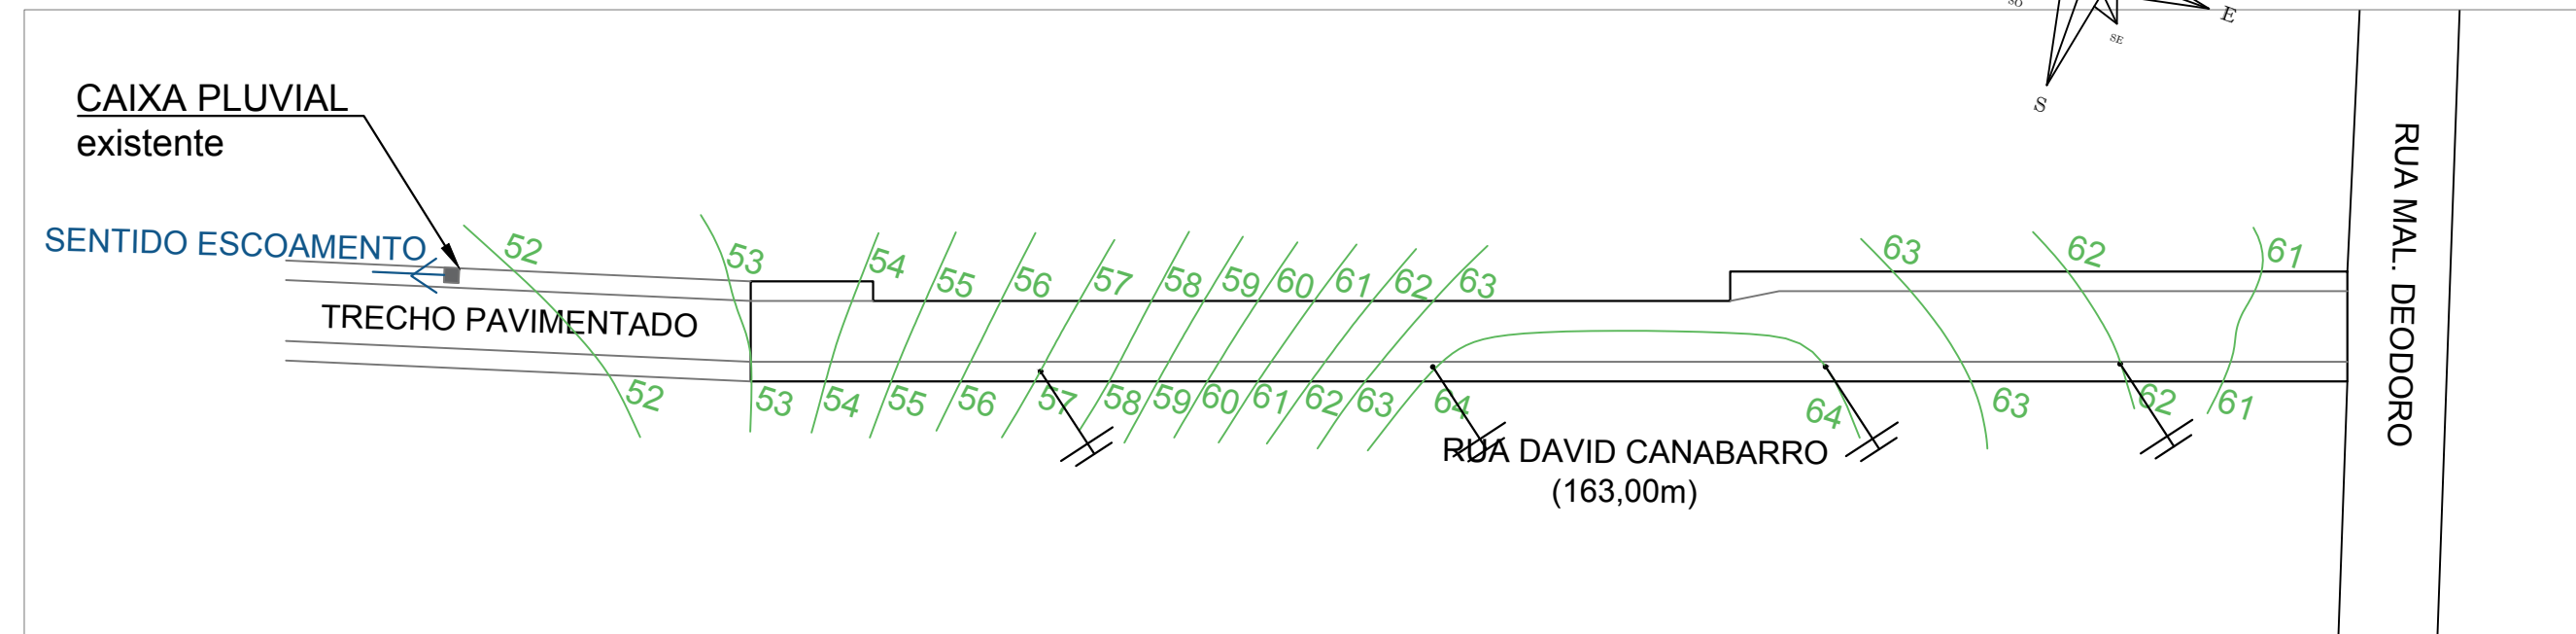 SO
E
SE
S
CAIXA PLUVIAL
existente
SENTIDO ESCOAMENTO
TRECHO PAVIMENTADO
52
53
54
55
56
57
58
59
60
61
62
63
63
62
61
52
53
54
55
56
57
58
59
60
61
62
63
64
64
63
62
61
RUA DAVID CANABARRO
(163,00m)
RUA MAL. DEODORO